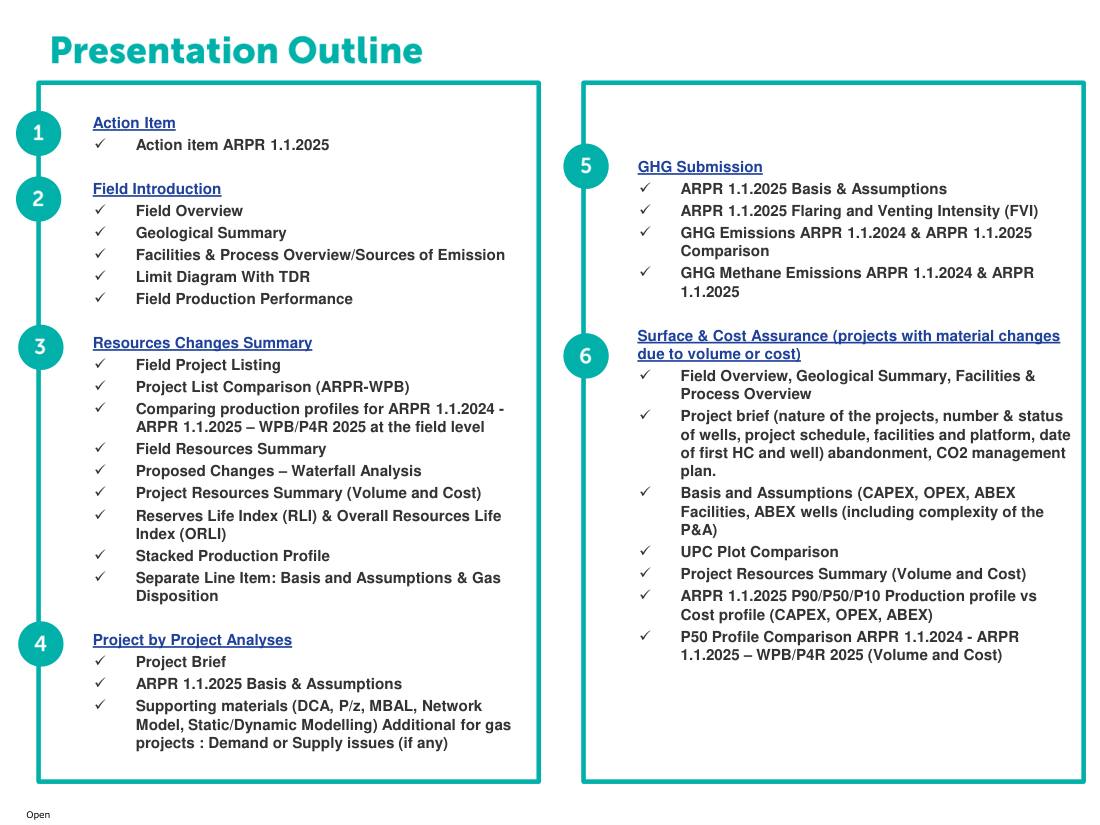 Presentation Outline
1
Action Item
✓ Action item ARPR 1.1.2025
2
Field Introduction
✓ Field Overview
✓ Geological Summary
✓ Facilities & Process Overview/Sources of Emission
✓ Limit Diagram With TDR
✓ Field Production Performance
3
Resources Changes Summary
✓ Field Project Listing
✓ Project List Comparison (ARPR-WPB)
✓ Comparing production profiles for ARPR 1.1.2024 -
ARPR 1.1.2025 – WPB/P4R 2025 at the field level
✓ Field Resources Summary
✓ Proposed Changes – Waterfall Analysis
✓ Project Resources Summary (Volume and Cost)
✓ Reserves Life Index (RLI) & Overall Resources Life
Index (ORLI)
✓ Stacked Production Profile
✓ Separate Line Item: Basis and Assumptions & Gas
Disposition
4
Project by Project Analyses
✓ Project Brief
✓ ARPR 1.1.2025 Basis & Assumptions
✓ Supporting materials (DCA, P/z, MBAL, Network
Model, Static/Dynamic Modelling) Additional for gas
projects : Demand or Supply issues (if any)
5
GHG Submission
✓ ARPR 1.1.2025 Basis & Assumptions
✓ ARPR 1.1.2025 Flaring and Venting Intensity (FVI)
✓ GHG Emissions ARPR 1.1.2024 & ARPR 1.1.2025
Comparison
✓ GHG Methane Emissions ARPR 1.1.2024 & ARPR
1.1.2025
6
Surface & Cost Assurance (projects with material changes
due to volume or cost)
✓ Field Overview, Geological Summary, Facilities &
Process Overview
✓ Project brief (nature of the projects, number & status
of wells, project schedule, facilities and platform, date
of first HC and well) abandonment, CO2 management
plan.
✓ Basis and Assumptions (CAPEX, OPEX, ABEX
Facilities, ABEX wells (including complexity of the
P&A)
✓ UPC Plot Comparison
✓ Project Resources Summary (Volume and Cost)
✓ ARPR 1.1.2025 P90/P50/P10 Production profile vs
Cost profile (CAPEX, OPEX, ABEX)
✓ P50 Profile Comparison ARPR 1.1.2024 - ARPR
1.1.2025 – WPB/P4R 2025 (Volume and Cost)
Open